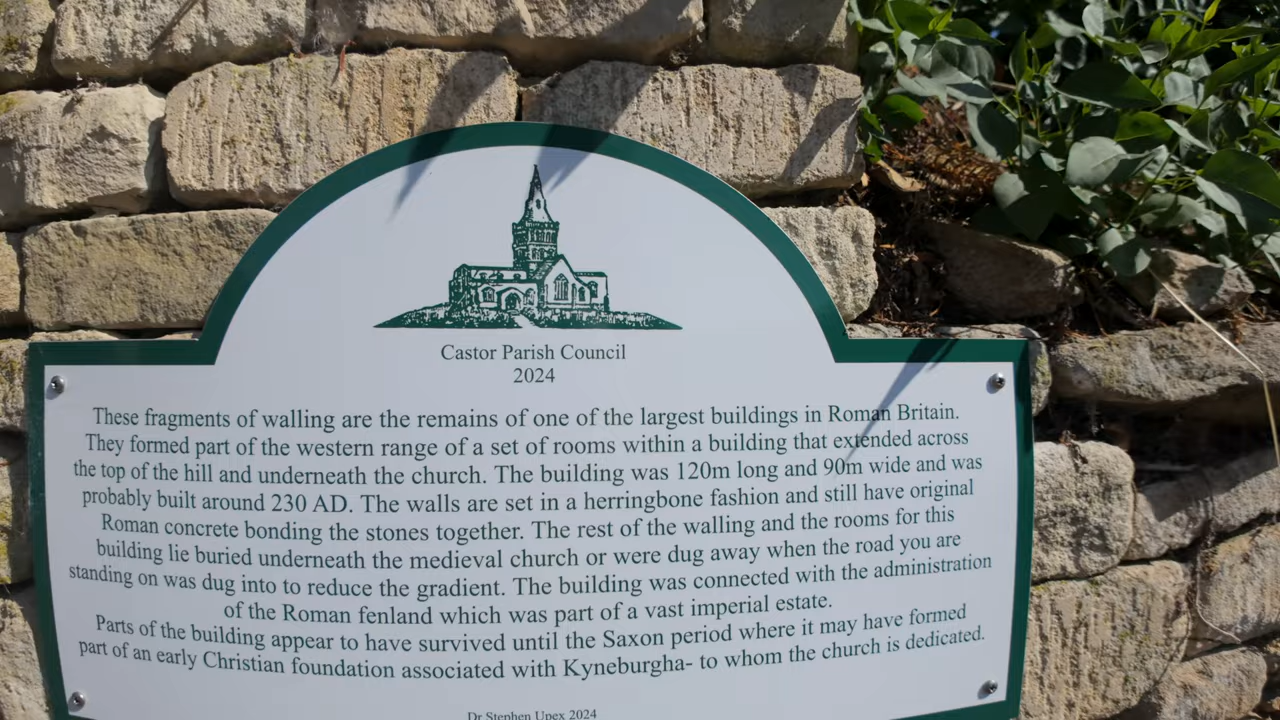 Castor Parish Council
2024
These fragments of walling are the remains of one of the largest buildings in Roman Britain.
They formed part of the western range of a set of rooms within a building that extended across
the top of the hill and underneath the church. The building was 120m long and 90m wide and was
probably built around 230 AD. The walls are set in a herringbone fashion and still have original
Roman concrete bonding the stones together. The rest of the walling and the rooms for this
building lie buried underneath the medieval church or were dug away when the road you are
standing on was dug into to reduce the gradient. The building was connected with the administration
of the Roman fenland which was part of a vast imperial estate.
Parts of the building appear to have survived until the Saxon period where it may have formed
part of an early Christian foundation associated with Kyneburgha- to whom the church is dedicated.
Dr Stephen Upex 2024